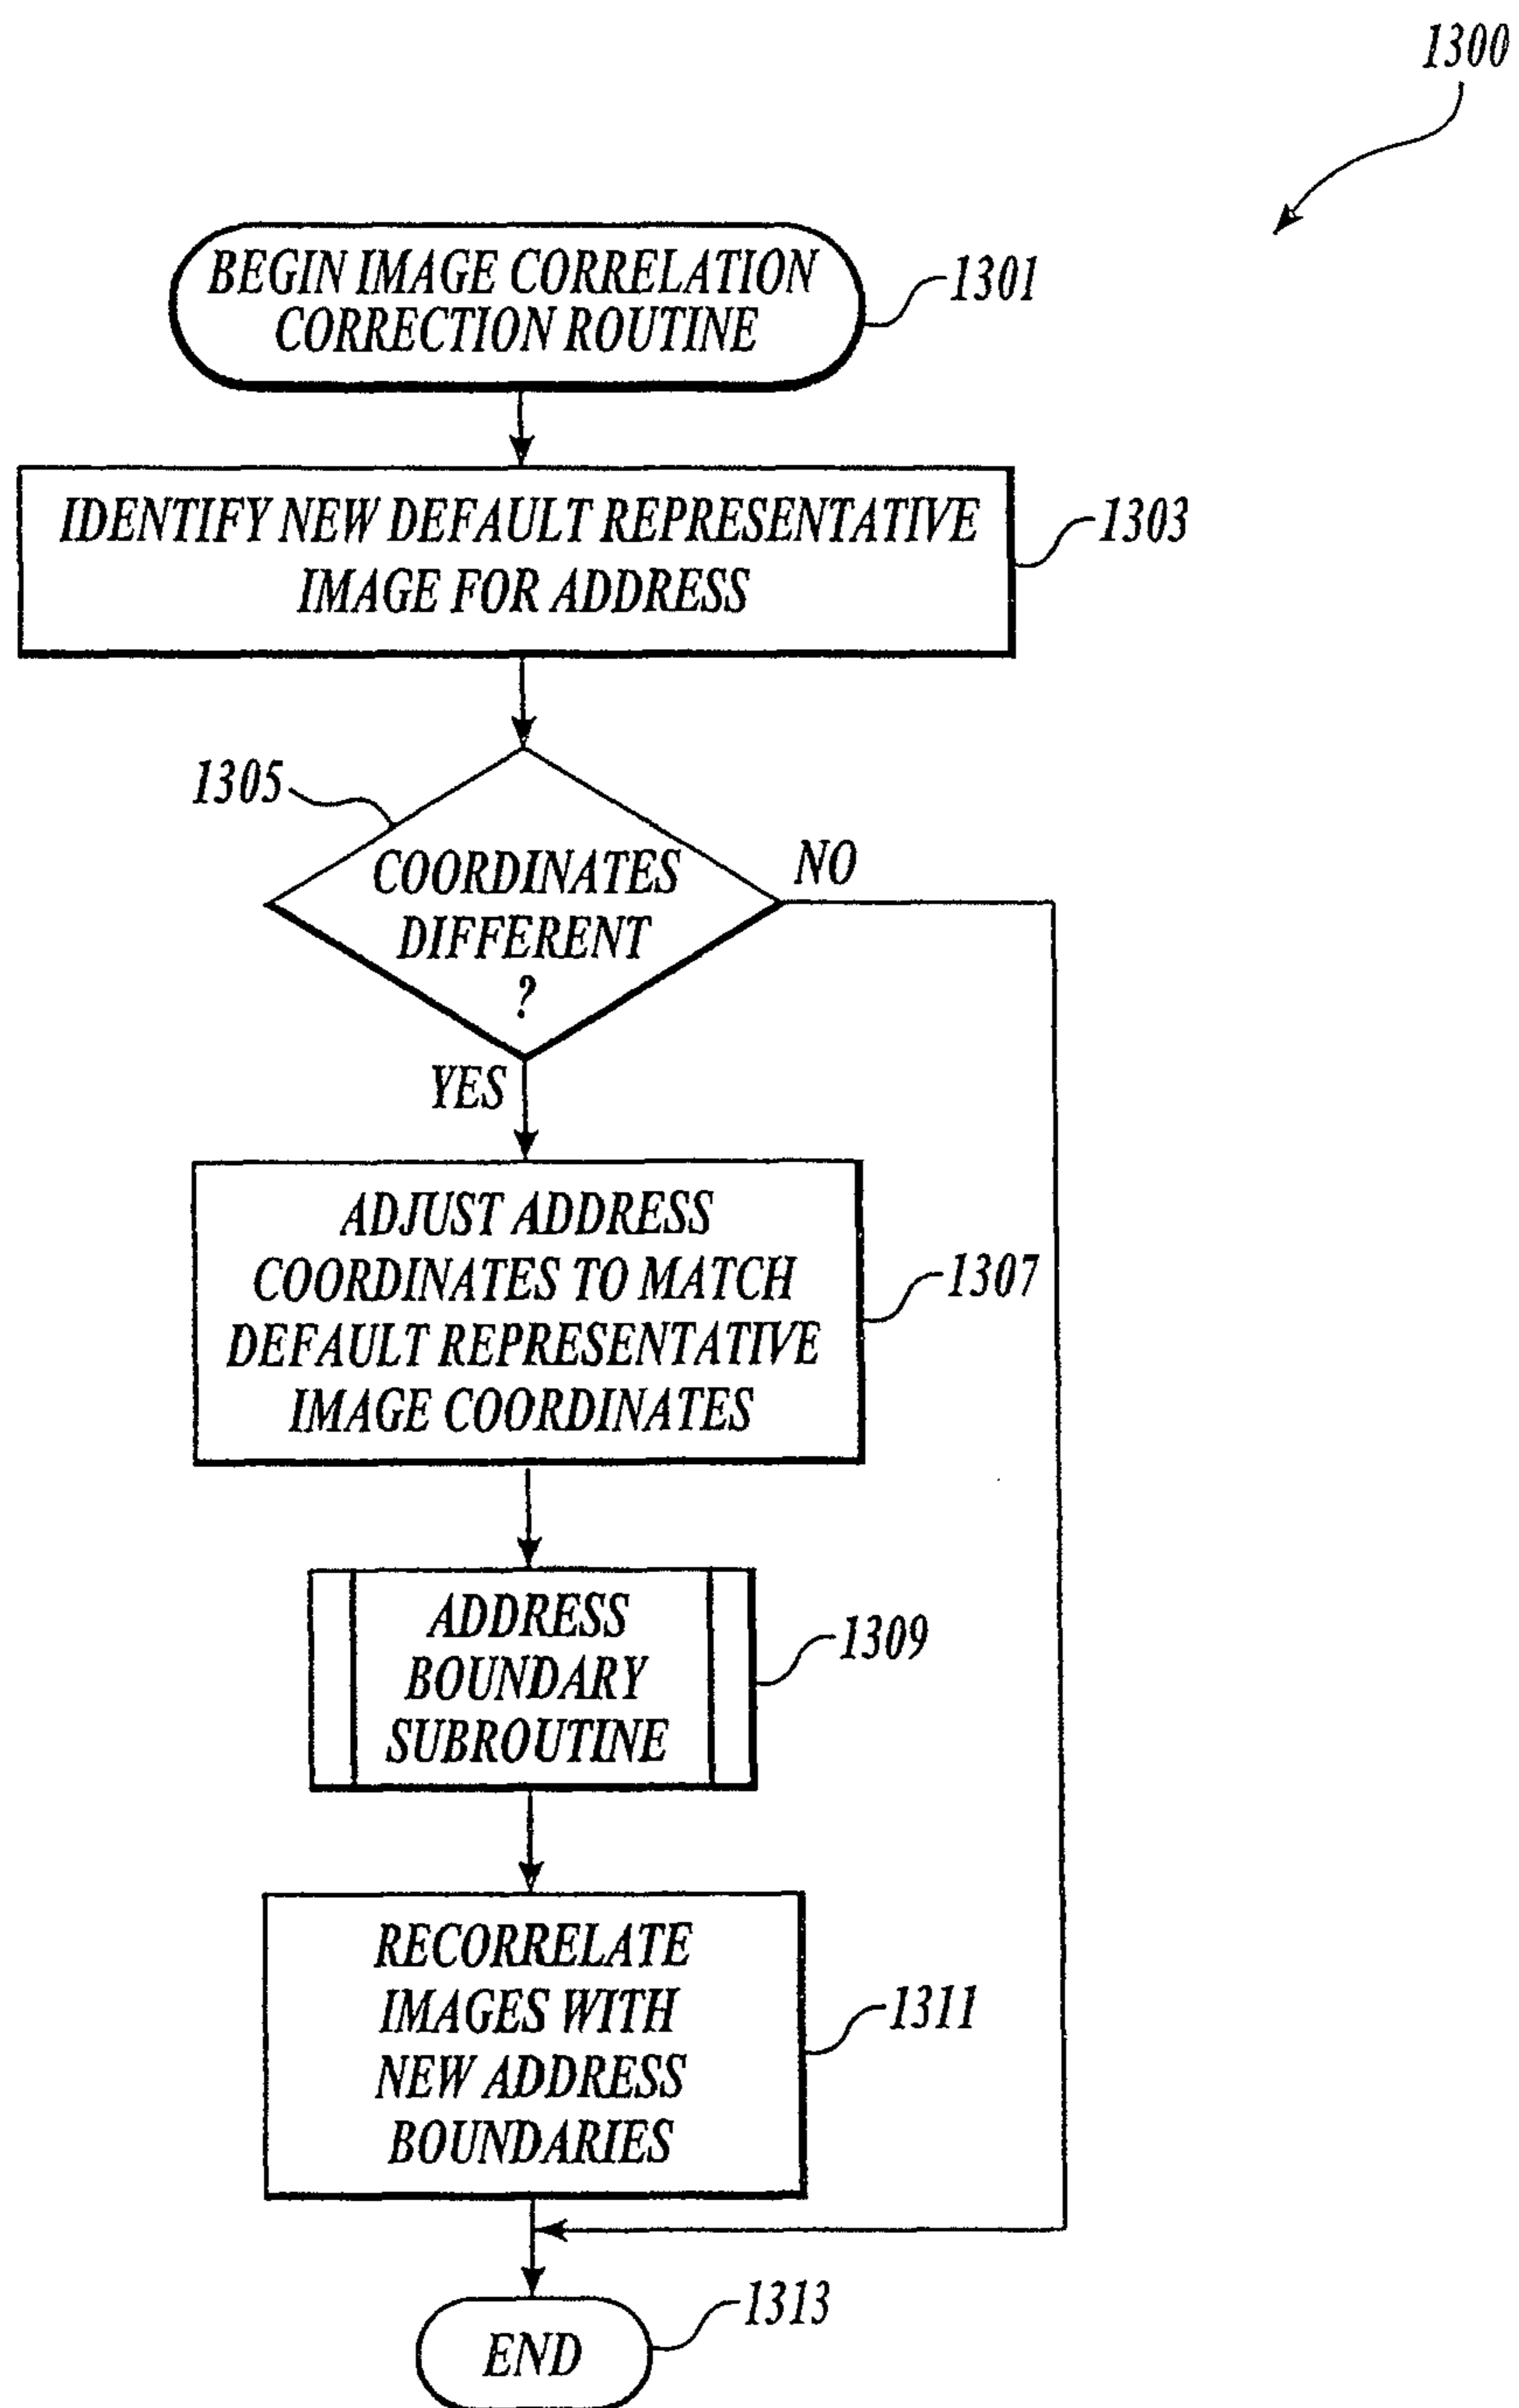 1300
BEGIN IMAGE CORRELATION
CORRECTION ROUTINE
1301
IDENTIFY NEW DEFAULT REPRESENTATIVE
IMAGE FOR ADDRESS
1303
1305
COORDINATES
DIFFERENT
?
NO
YES
ADJUST ADDRESS
COORDINATES TO MATCH
DEFAULT REPRESENTATIVE
IMAGE COORDINATES
1307
ADDRESS
BOUNDARY
SUBROUTINE
1309
RECORRELATE
IMAGES WITH
NEW ADDRESS
BOUNDARIES
1311
END
1313